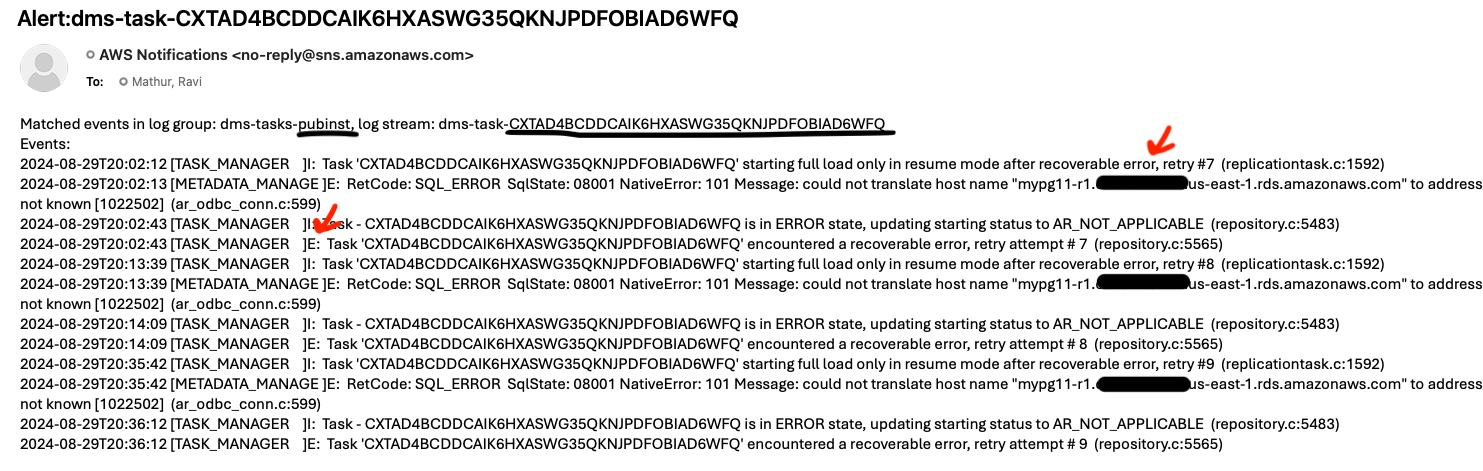 Alert:dms-task-CXTAD4BCDDCAIK6HXASWG35QKNJPDFOBIAD6WFQ
AWS Notifications <no-reply@sns.amazonaws.com>
To: Mathur, Ravi
Matched events in log group: dms-tasks-pubinst, log stream: dms-task-CXTAD4BCDDCAIK6HXASWG35QKNJPDFOBIAD6WFQ
Events:
2024-08-29T20:02:12 [TASK_MANAGER ]I: Task 'CXTAD4BCDDCAIK6HXASWG35QKNJPDFOBIAD6WFQ' starting full load only in resume mode after recoverable error, retry #7 (replicationtask.c:1592)
2024-08-29T20:02:13 [METADATA_MANAGE ]E: RetCode: SQL_ERROR SqlState: 08001 NativeError: 101 Message: could not translate host name "mypg11-r1. us-east-1.rds.amazonaws.com" to address
not known [1022502] (ar_odbc_conn.c:599)
2024-08-29T20:02:43 [TASK_MANAGER ]I: Task - CXTAD4BCDDCAIK6HXASWG35QKNJPDFOBIAD6WFQ is in ERROR state, updating starting status to AR_NOT_APPLICABLE (repository.c:5483)
2024-08-29T20:02:43 [TASK_MANAGER ]E: Task 'CXTAD4BCDDCAIK6HXASWG35QKNJPDFOBIAD6WFQ' encountered a recoverable error, retry attempt # 7 (repository.c:5565)
2024-08-29T20:13:39 [TASK_MANAGER ]I: Task 'CXTAD4BCDDCAIK6HXASWG35QKNJPDFOBIAD6WFQ' starting full load only in resume mode after recoverable error, retry #8 (replicationtask.c:1592)
2024-08-29T20:13:39 [METADATA_MANAGE ]E: RetCode: SQL_ERROR SqlState: 08001 NativeError: 101 Message: could not translate host name "mypg11-r1. us-east-1.rds.amazonaws.com" to address
not known [1022502] (ar_odbc_conn.c:599)
2024-08-29T20:14:09 [TASK_MANAGER ]I: Task - CXTAD4BCDDCAIK6HXASWG35QKNJPDFOBIAD6WFQ is in ERROR state, updating starting status to AR_NOT_APPLICABLE (repository.c:5483)
2024-08-29T20:14:09 [TASK_MANAGER ]E: Task 'CXTAD4BCDDCAIK6HXASWG35QKNJPDFOBIAD6WFQ' encountered a recoverable error, retry attempt # 8 (repository.c:5565)
2024-08-29T20:35:42 [TASK_MANAGER ]I: Task 'CXTAD4BCDDCAIK6HXASWG35QKNJPDFOBIAD6WFQ' starting full load only in resume mode after recoverable error, retry #9 (replicationtask.c:1592)
2024-08-29T20:35:42 [METADATA_MANAGE ]E: RetCode: SQL_ERROR SqlState: 08001 NativeError: 101 Message: could not translate host name "mypg11-r1. us-east-1.rds.amazonaws.com" to address
not known [1022502] (ar_odbc_conn.c:599)
2024-08-29T20:36:12 [TASK_MANAGER ]I: Task - CXTAD4BCDDCAIK6HXASWG35QKNJPDFOBIAD6WFQ is in ERROR state, updating starting status to AR_NOT_APPLICABLE (repository.c:5483)
2024-08-29T20:36:12 [TASK_MANAGER ]E: Task 'CXTAD4BCDDCAIK6HXASWG35QKNJPDFOBIAD6WFQ' encountered a recoverable error, retry attempt # 9 (repository.c:5565)